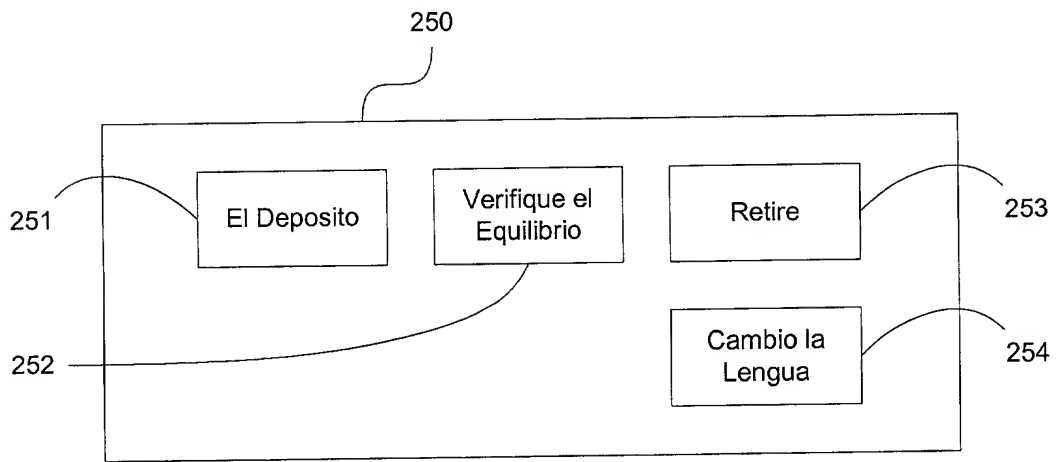 250
251
El Deposito
Verifique el
Equilibrio
Retire
253
252
Cambio la
Lengua
254